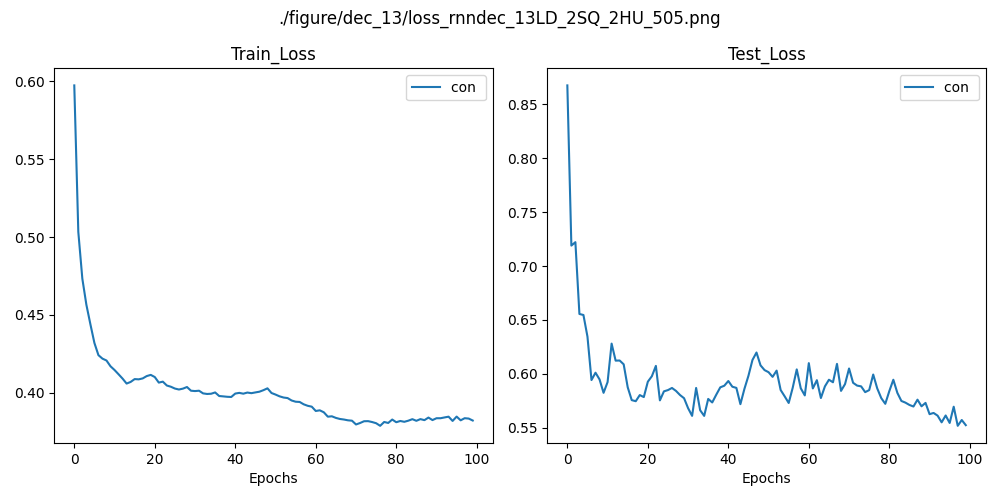 ./figure/dec_13/loss_rnndec_13LD_2SQ_2HU_505.png
Train_Loss
con
0.60
0.55
0.50
0.45
0.40
0 20 40 60 80 100
Epochs
Test_Loss
con
0.85
0.80
0.75
0.70
0.65
0.60
0.55
0 20 40 60 80 100
Epochs